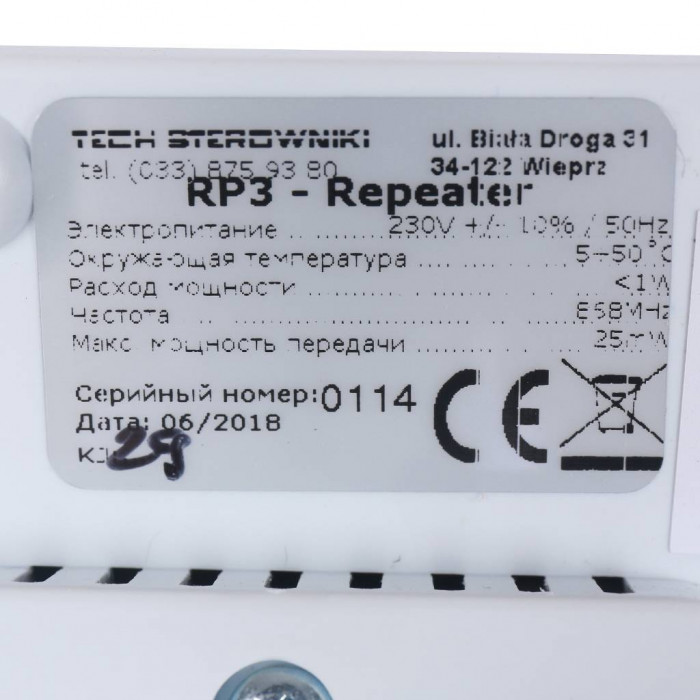 TECH STEROWNIKI
ul. Biała Droga 31
tel. (033) 875 93 80
34-122 Wieprz
RP3 - Repeater
Электропитание 230V +/- 10% / 50Hz
Окружающая температура 5÷50°C
Расход мощности <1W
Частота 868MHz
Макс. мощность передачи 25mW
Серийный номер: 0114
Дата: 06/2018
29
CE